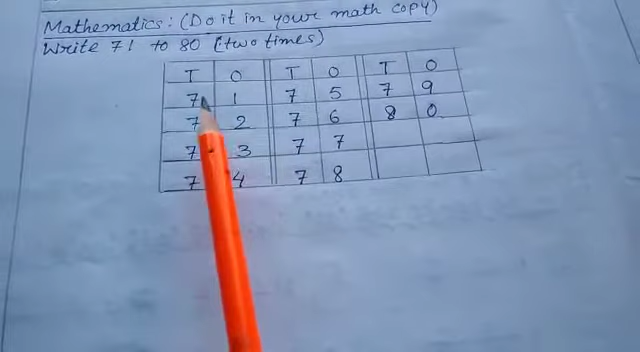 Mathematics: (Do it in your math copy)
Write 71 to 80 (two times)
T O T O T O
7 1 7 5 7 9
7 2 7 6 8 0
7 3 7 7
7 4 7 8